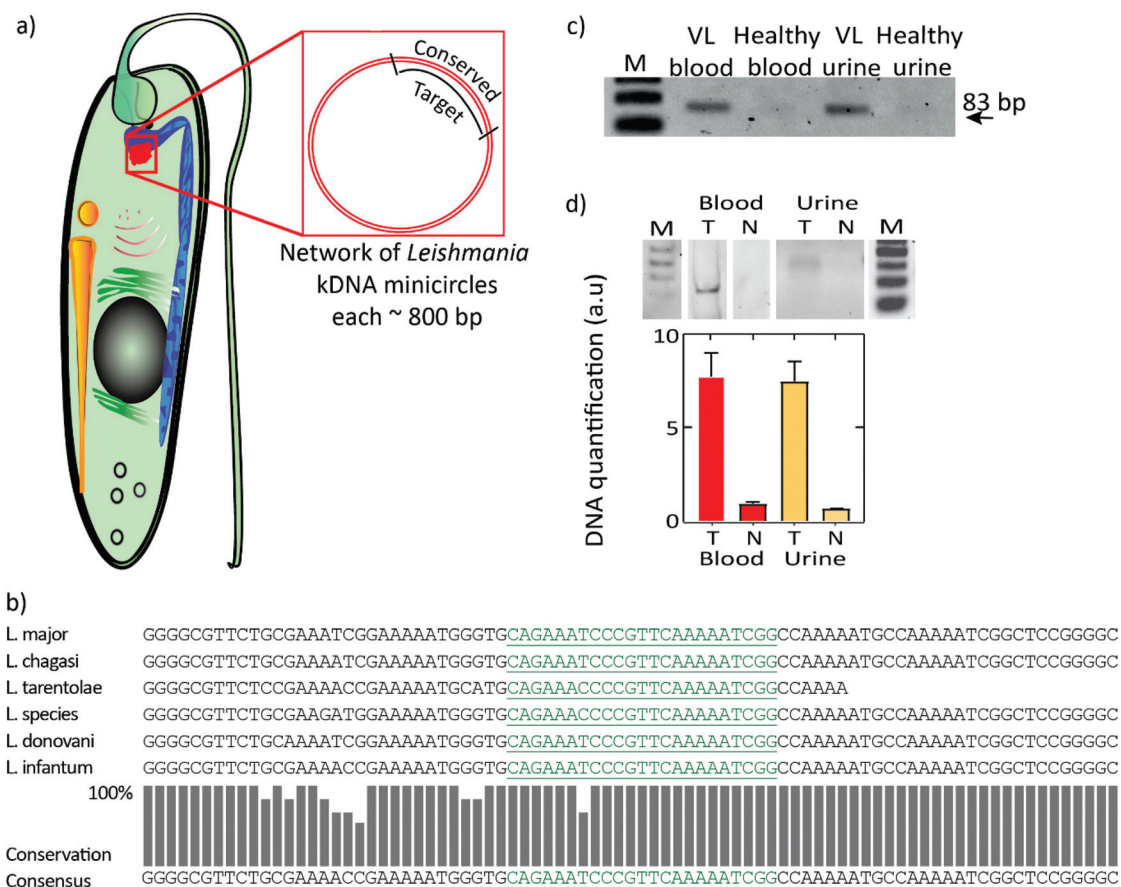 a)
Conserved
Target
Network of Leishmania
kDNA minicircles
each ~ 800 bp
c)
VL Healthy VL Healthy
M blood blood urine urine
83 bp
d)
Blood Urine
M T N T N M
DNA quantification (a.u)
10
5
0
T N T N
Blood Urine
b)
L. major GGGGCGTTCTGCGAAATCGGAAAAATGGGTGCAGAAATCCCGTTCAAAAATCGGCCAAAAATGCCAAAAATCGGCTCCGGGGC
L. chagasi GGGGCGTTCTGCGAAAATCGAAAAATGGGTGCAGAAATCCCGTTCAAAAATCGGCCAAAAATGCCAAAAATCGGCTCCGGGGC
L. tarentolae GGGGCGTTCTCCGAAAACCGAAAAATGCATGCAGAAACCCCGTTCAAAAATCGGCCAAAA
L. species GGGGCGTTCTGCGAAGATGGAAAAATGGGTGCAGAAACCCCGTTCAAAAATCGGCCAAAAATGCCAAAAATCGGCTCCGGGGC
L. donovani GGGGCGTTCTGCAAAATCGGAAAAATGGGTGCAGAAATCCCGTTCAAAAATCGGCCAAAAATGCCAAAAATCGGCTCCGGGGC
L. infantum GGGGCGTTCTGCGAAAACCGAAAAATGGGTGCAGAAATCCCGTTCAAAAATCGGCCAAAAATGCCAAAAATCGGCTCCGGGGC
100%
Conservation
Consensus GGGGCGTTCTGCGAAAACCGAAAAATGGGTGCAGAAATCCCGTTCAAAAATCGGCCAAAAATGCCAAAAATCGGCTCCGGGGC